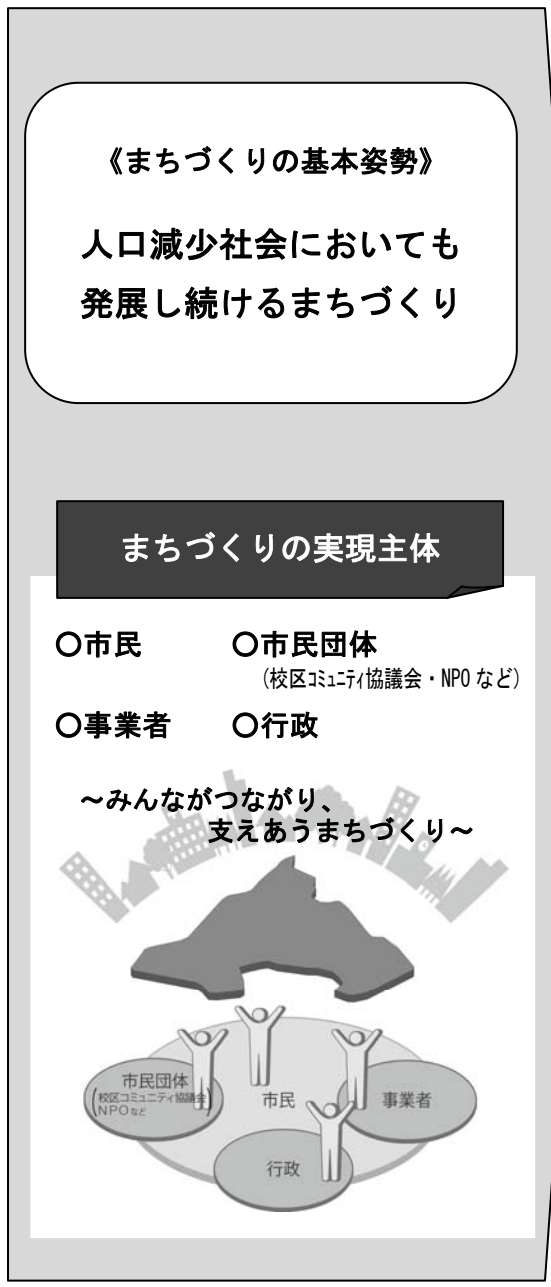 《まちづくりの基本姿勢》
人口減少社会においても
発展し続けるまちづくり
まちづくりの実現主体
〇市民 〇市民団体
(校区ｺﾐｭﾆﾃｨ協議会・NPO など)
〇事業者 〇行政
～みんながつながり、
支えあうまちづくり～
市民団体
(校区コミュニティ協議会)
NPOなど
市民
事業者
行政